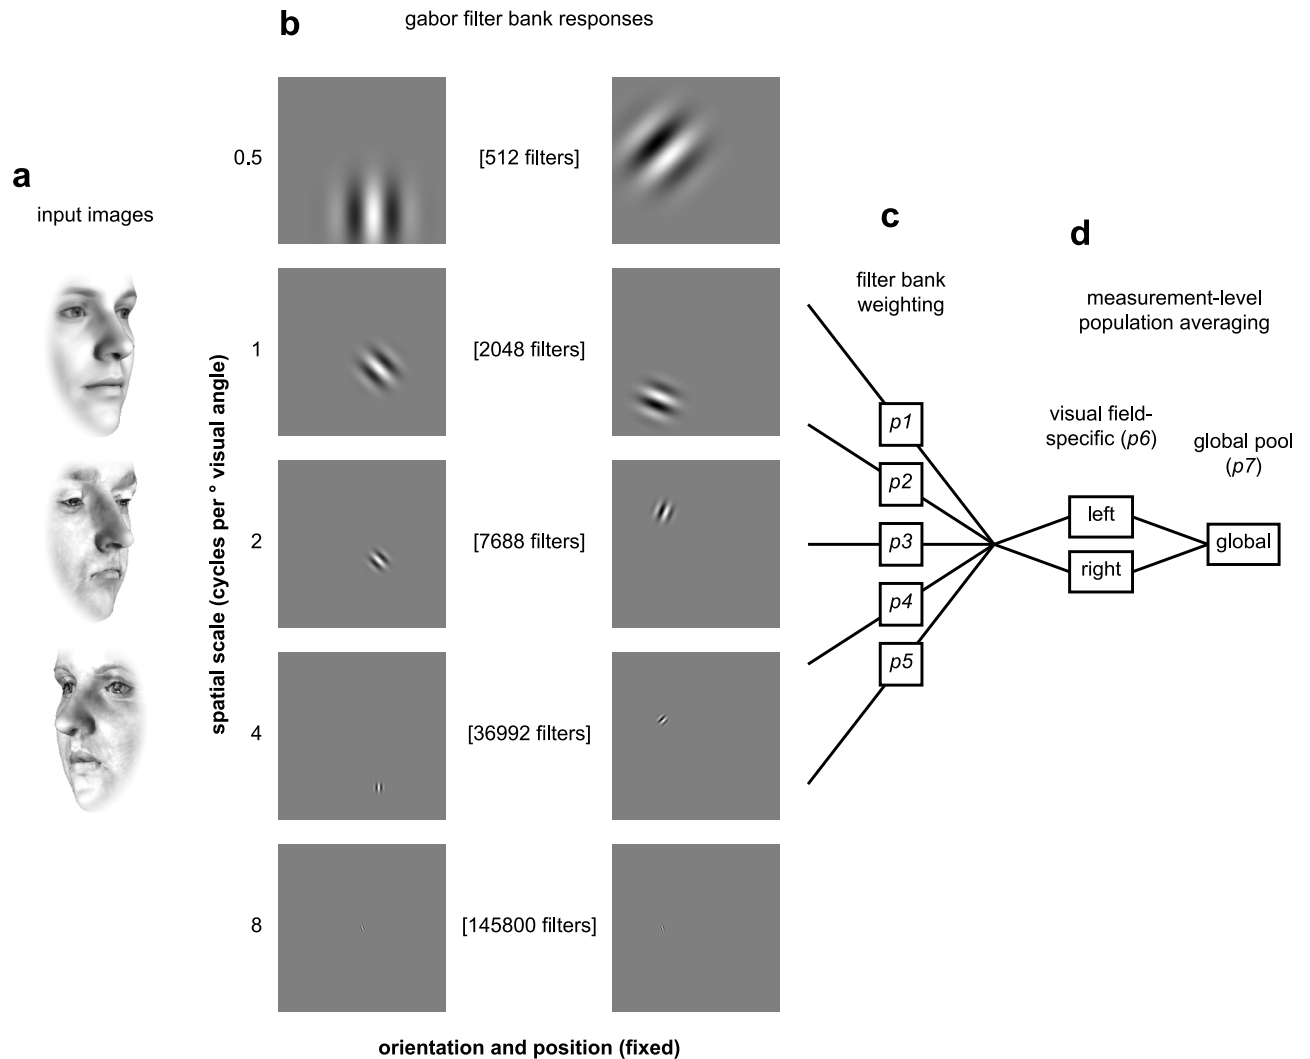 a
input images
b
gabor filter bank responses
spatial scale (cycles per ° visual angle)
0.5
[512 filters]
1
[2048 filters]
2
[7688 filters]
4
[36992 filters]
8
[145800 filters]
orientation and position (fixed)
c
filter bank
weighting
p1
p2
p3
p4
p5
d
measurement-level
population averaging
visual field-
specific (p6)
left
right
global pool
(p7)
global